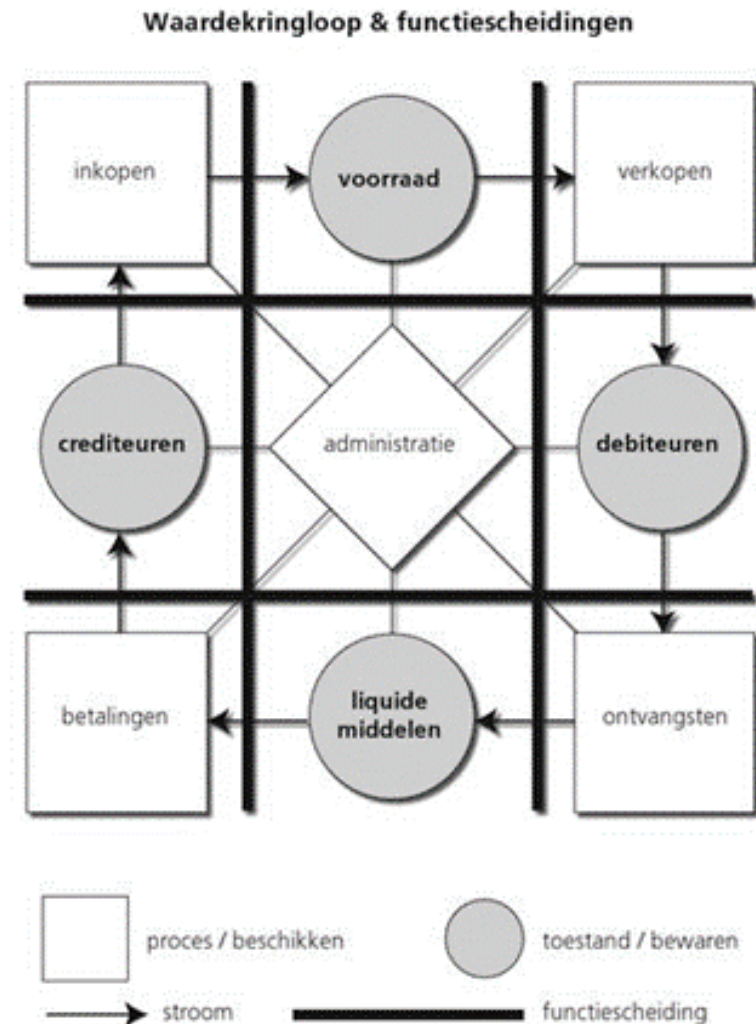 Waardekringloop & functiescheidingen
inkopen
voorraad
verkopen
crediteuren
administratie
debiteuren
betalingen
liquide
middelen
ontvangsten
proces / beschikken
toestand / bewaren
stroom
functiescheiding